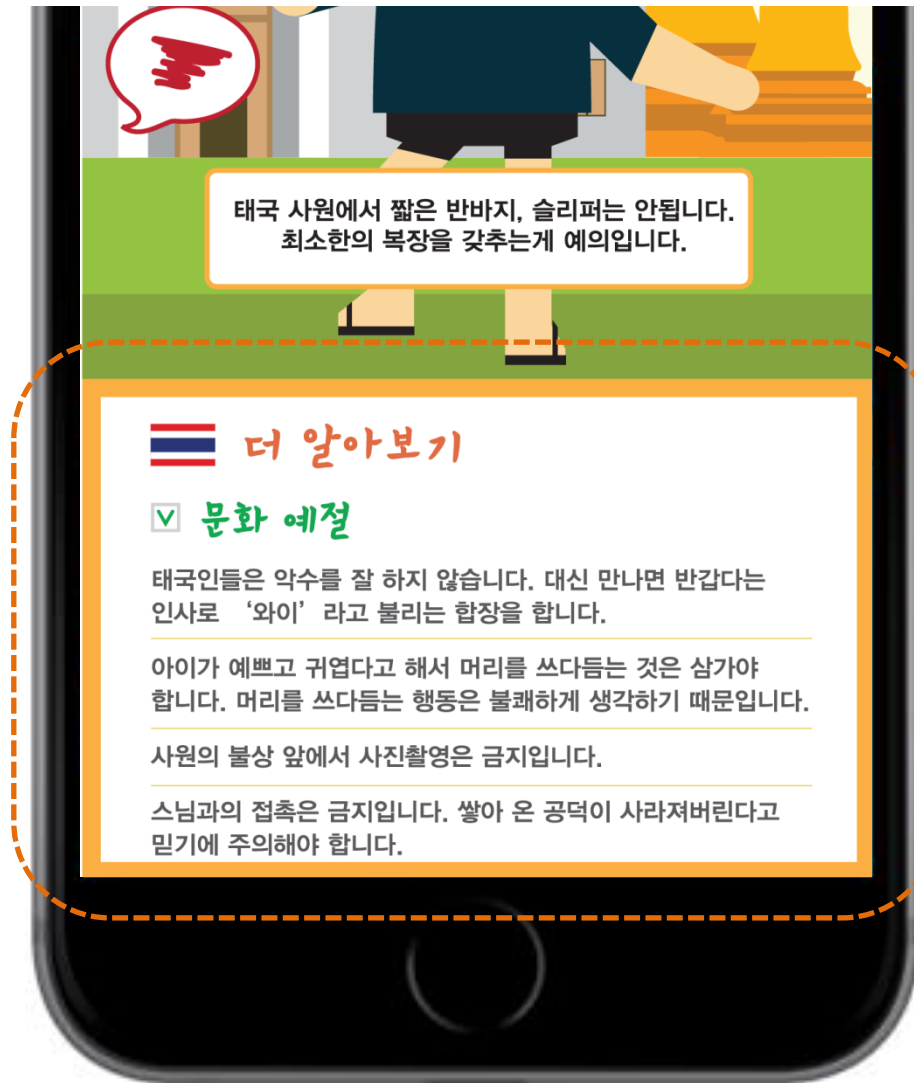 태국 사원에서 짧은 반바지, 슬리퍼는 안됩니다.
최소한의 복장을 갖추는게 예의입니다.
더 알아보기
문화 예절
태국인들은 악수를 잘 하지 않습니다. 대신 만나면 반갑다는
인사로 ‘와이’라고 불리는 합장을 합니다.
아이가 예쁘고 귀엽다고 해서 머리를 쓰다듬는 것은 삼가야
합니다. 머리를 쓰다듬는 행동은 불쾌하게 생각하기 때문입니다.
사원의 불상 앞에서 사진촬영은 금지입니다.
스님과의 접촉은 금지입니다. 쌓아 온 공덕이 사라져버린다고
믿기에 주의해야 합니다.